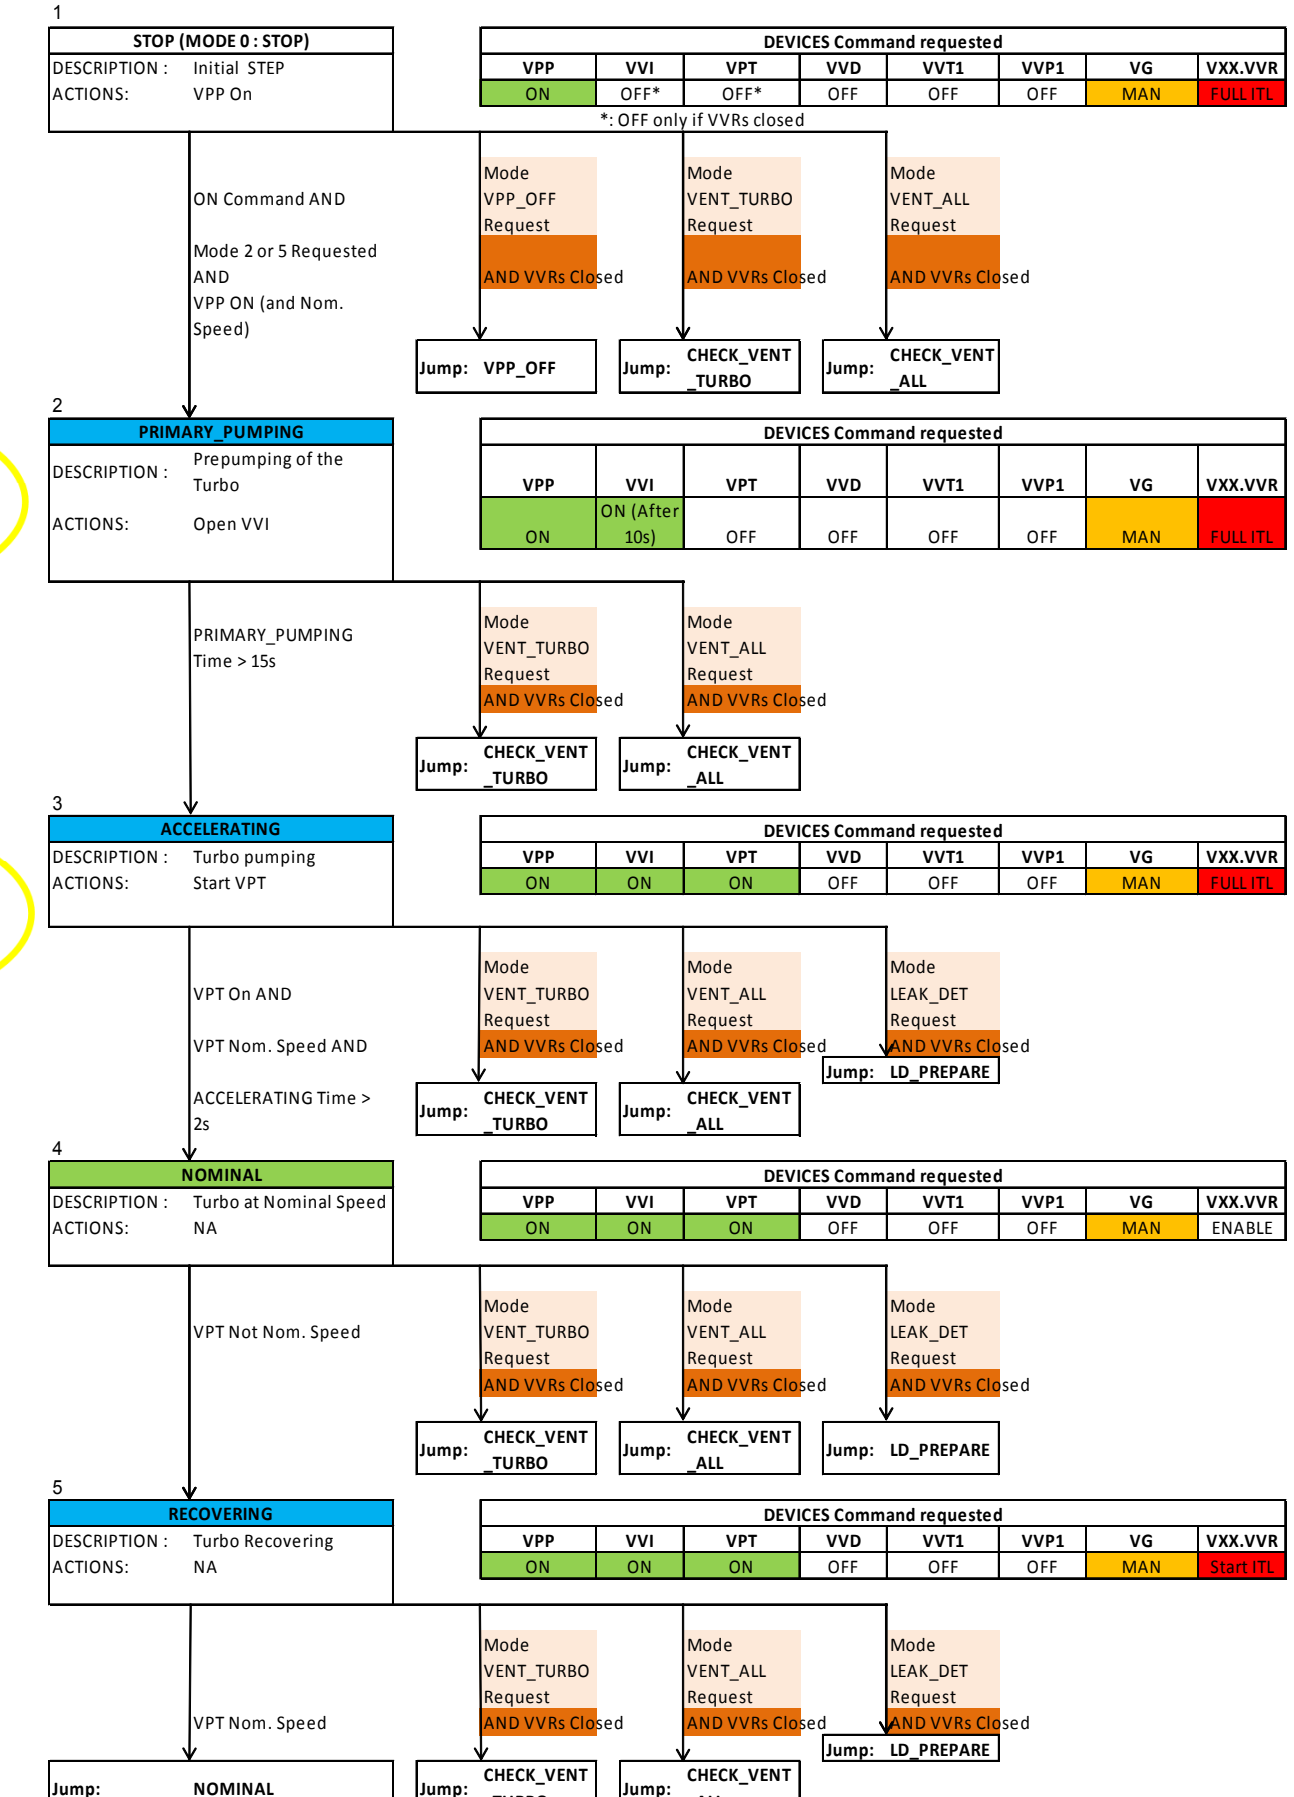 1
STOP (MODE 0 : STOP)
DESCRIPTION : Initial STEP
ACTIONS: VPP On
DEVICES Command requested
VPP VVI VPT VVD VVT1 VVP1 VG VXX.VVR
ON OFF* OFF* OFF OFF OFF MAN FULL ITL
*: OFF only if VVRs closed
ON Command AND
Mode 2 or 5 Requested
AND
VPP ON (and Nom.
Speed)
Mode
VPP_OFF
Request
AND VVRs Closed
Jump: VPP_OFF
Mode
VENT_TURBO
Request
AND VVRs Closed
Jump: CHECK_VENT
_TURBO
Mode
VENT_ALL
Request
AND VVRs Closed
Jump: CHECK_VENT
_ALL
2
PRIMARY_PUMPING
DESCRIPTION : Prepumping of the
Turbo
ACTIONS: Open VVI
DEVICES Command requested
VPP VVI VPT VVD VVT1 VVP1 VG VXX.VVR
ON ON (After
10s) OFF OFF OFF OFF MAN FULL ITL
PRIMARY_PUMPING
Time > 15s
Mode
VENT_TURBO
Request
AND VVRs Closed
Jump: CHECK_VENT
_TURBO
Mode
VENT_ALL
Request
AND VVRs Closed
Jump: CHECK_VENT
_ALL
3
ACCELERATING
DESCRIPTION : Turbo pumping
ACTIONS: Start VPT
DEVICES Command requested
VPP VVI VPT VVD VVT1 VVP1 VG VXX.VVR
ON ON ON OFF OFF OFF MAN FULL ITL
VPT On AND
VPT Nom. Speed AND
ACCELERATING Time >
2s
Mode
VENT_TURBO
Request
AND VVRs Closed
Jump: CHECK_VENT
_TURBO
Mode
VENT_ALL
Request
AND VVRs Closed
Jump: CHECK_VENT
_ALL
Mode
LEAK_DET
Request
AND VVRs Closed
Jump: LD_PREPARE
4
NOMINAL
DESCRIPTION : Turbo at Nominal Speed
ACTIONS: NA
DEVICES Command requested
VPP VVI VPT VVD VVT1 VVP1 VG VXX.VVR
ON ON ON OFF OFF OFF MAN ENABLE
VPT Not Nom. Speed
Mode
VENT_TURBO
Request
AND VVRs Closed
Jump: CHECK_VENT
_TURBO
Mode
VENT_ALL
Request
AND VVRs Closed
Jump: CHECK_VENT
_ALL
Mode
LEAK_DET
Request
AND VVRs Closed
Jump: LD_PREPARE
5
RECOVERING
DESCRIPTION : Turbo Recovering
ACTIONS: NA
DEVICES Command requested
VPP VVI VPT VVD VVT1 VVP1 VG VXX.VVR
ON ON ON OFF OFF OFF MAN Start ITL
VPT Nom. Speed
Jump: NOMINAL
Mode
VENT_TURBO
Request
AND VVRs Closed
Jump: CHECK_VENT
Mode
VENT_ALL
Request
AND VVRs Closed
Jump: CHECK_VENT
Mode
LEAK_DET
Request
AND VVRs Closed
Jump: LD_PREPARE